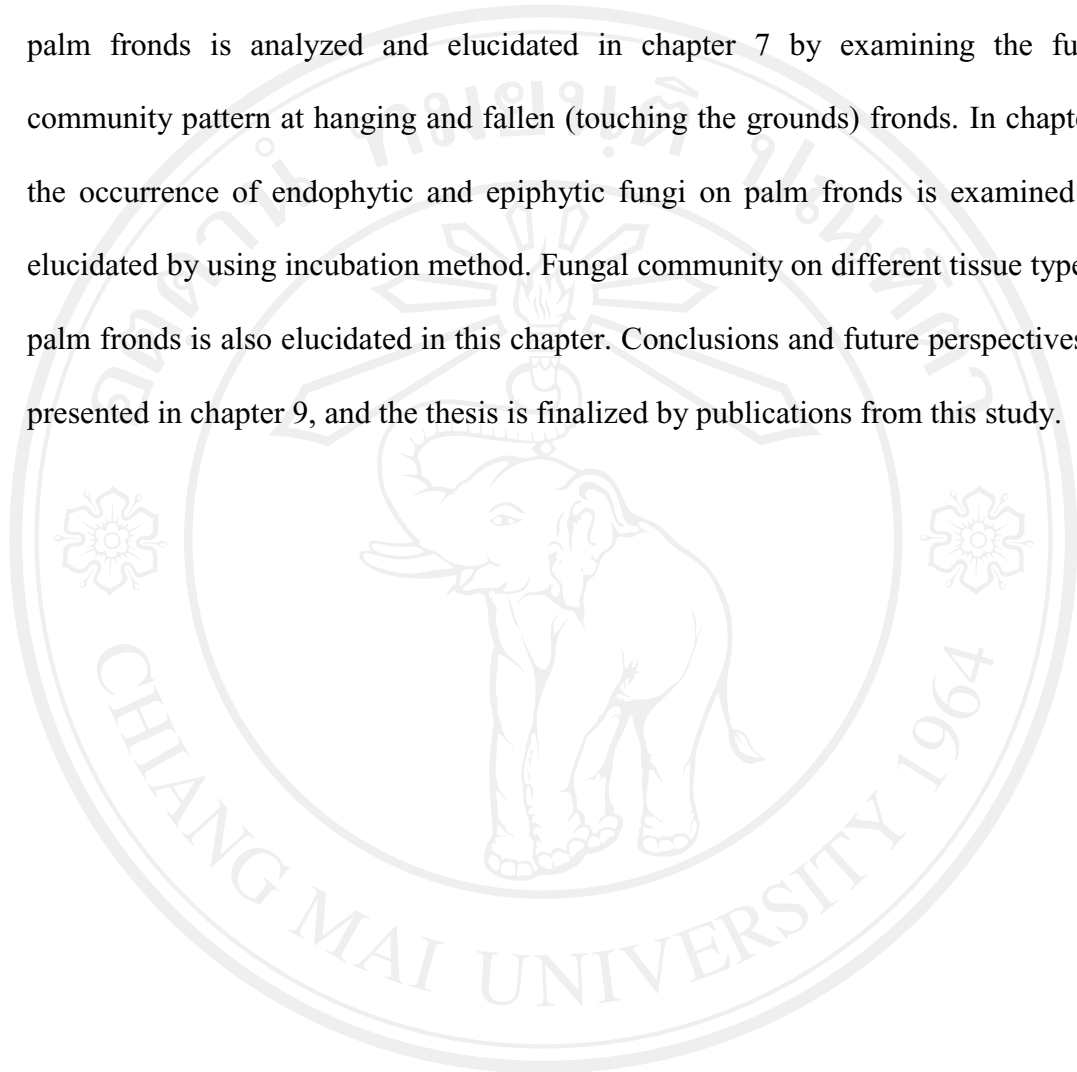 palm fronds is analyzed and elucidated in chapter 7 by examining the fu
community pattern at hanging and fallen (touching the grounds) fronds. In chapt
the occurrence of endophytic and epiphytic fungi on palm fronds is examined
elucidated by using incubation method. Fungal community on different tissue type
palm fronds is also elucidated in this chapter. Conclusions and future perspectives
presented in chapter 9, and the thesis is finalized by publications from this study.
CHIANG MAI UNIVERSITY 1964